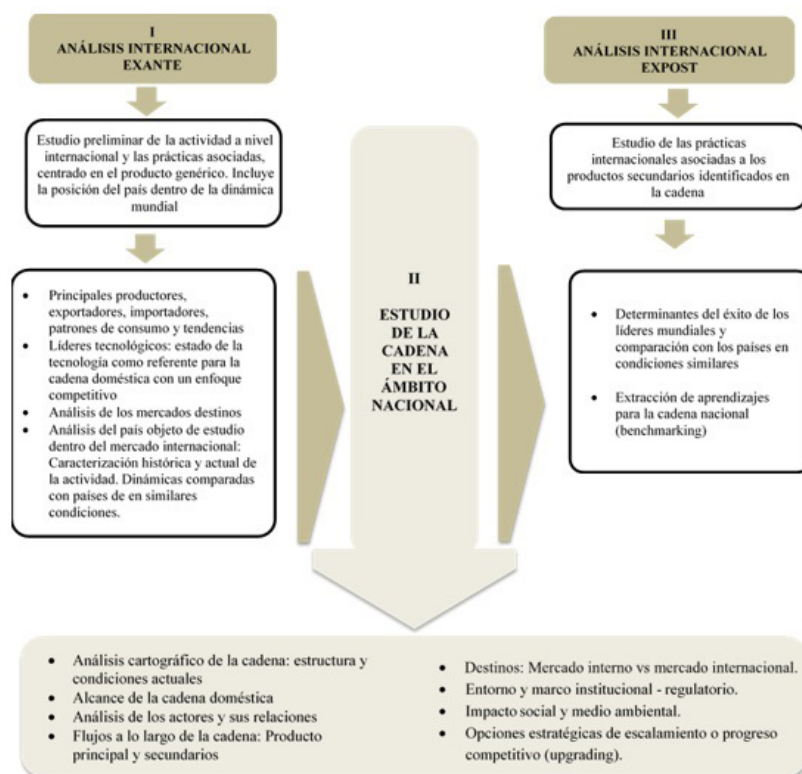 I
ANÁLISIS INTERNACIONAL
EXANTE
Estudio preliminar de la actividad a nivel
internacional y las prácticas asociadas,
centrado en el producto genérico. Incluye
la posición del país dentro de la dinámica
mundial
• Principales productores,
exportadores, importadores,
patrones de consumo y tendencias
• Líderes tecnológicos: estado de la
tecnología como referente para la
cadena doméstica con un enfoque
competitivo
• Análisis de los mercados destinos
• Análisis del país objeto de estudio
dentro del mercado internacional:
Caracterización histórica y actual de
la actividad. Dinámicas comparadas
con países de en similares
condiciones.
II
ESTUDIO
DE LA
CADENA
EN EL
ÁMBITO
NACIONAL
III
ANÁLISIS INTERNACIONAL
EXPOST
Estudio de las prácticas
internacionales asociadas a los
productos secundarios identificados en
la cadena
• Determinantes del éxito de los
líderes mundiales y
comparación con los países en
condiciones similares
• Extracción de aprendizajes
para la cadena nacional
(benchmarking)
• Análisis cartográfico de la cadena: estructura y
condiciones actuales
• Alcance de la cadena doméstica
• Análisis de los actores y sus relaciones
• Flujos a lo largo de la cadena: Producto
principal y secundarios
• Destinos: Mercado interno vs mercado internacional.
• Entorno y marco institucional - regulatorio.
• Impacto social y medio ambiental.
• Opciones estratégicas de escalamiento o progreso
competitivo (upgrading).